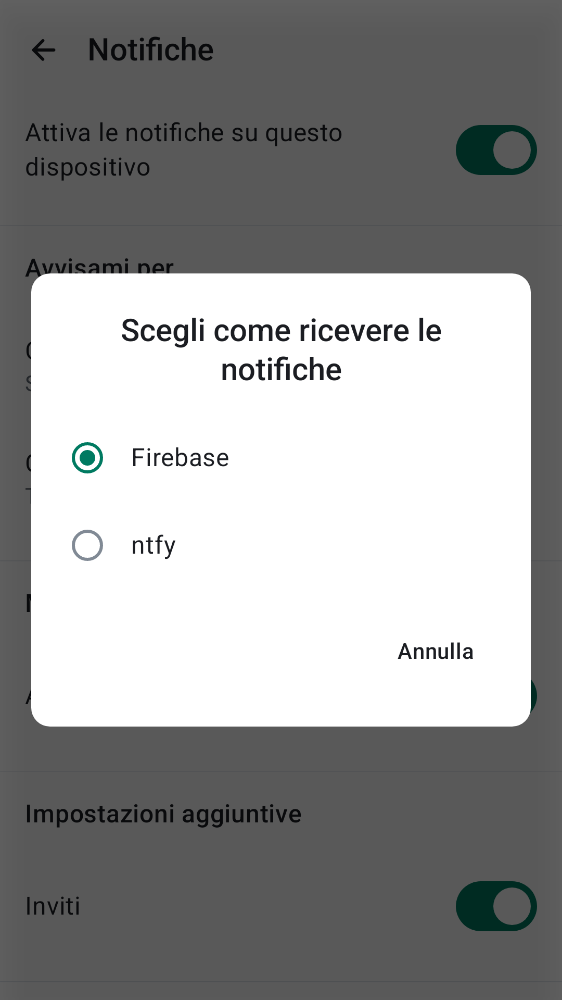 Notifiche
Attiva le notifiche su questo
dispositivo
Avvisami per
Scegli come ricevere le
notifiche
Firebase
ntfy
Annulla
Impostazioni aggiuntive
Inviti